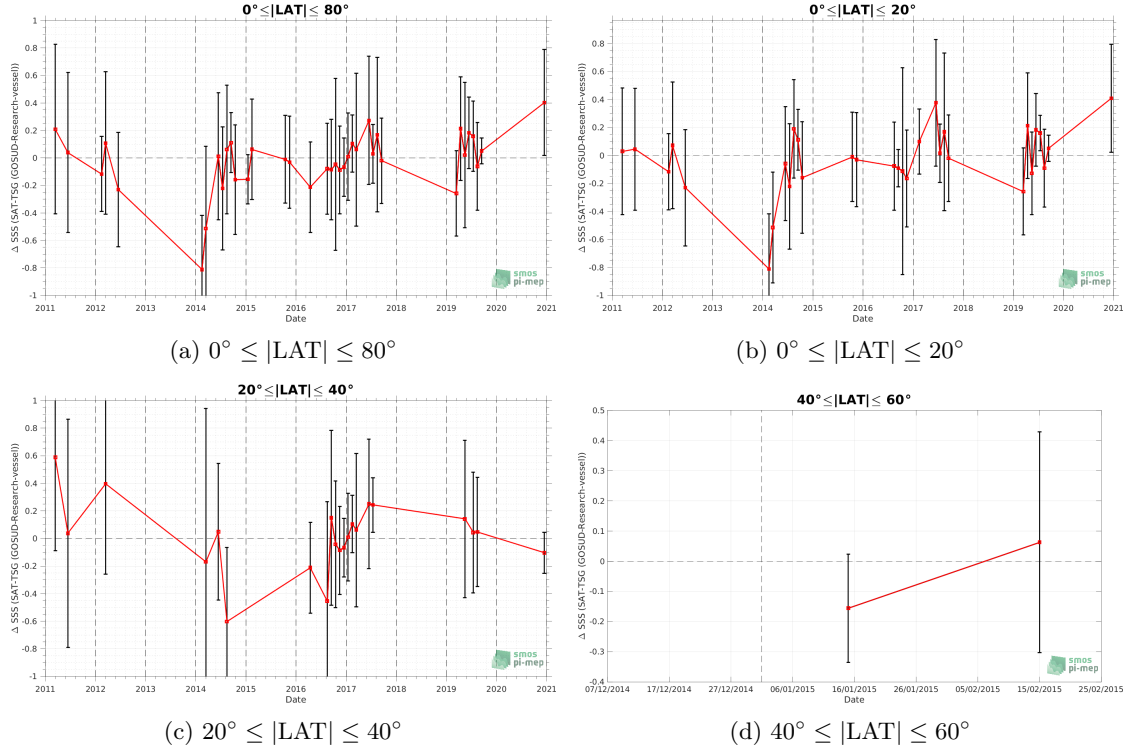 0°≤|LAT|≤ 80°
1
0.8
0.6
0.4
0.2
0
-0.2
-0.4
-0.6
-0.8
-1
Δ SSS (SAT-TSG (GOSUD-Research-vessel))
2011 2012 2013 2014 2015 2016 2017 2018 2019 2020 2021
Date
smos
pi-mep
(a) 0° ≤ |LAT| ≤ 80°
0°≤|LAT|≤ 20°
0.8
0.6
0.4
0.2
0
-0.2
-0.4
-0.6
-0.8
-1
Δ SSS (SAT-TSG (GOSUD-Research-vessel))
2011 2012 2013 2014 2015 2016 2017 2018 2019 2020 2021
Date
smos
pi-mep
(b) 0° ≤ |LAT| ≤ 20°
20°≤|LAT|≤ 40°
1
0.8
0.6
0.4
0.2
0
-0.2
-0.4
-0.6
-0.8
-1
Δ SSS (SAT-TSG (GOSUD-Research-vessel))
2011 2012 2013 2014 2015 2016 2017 2018 2019 2020 2021
Date
smos
pi-mep
(c) 20° ≤ |LAT| ≤ 40°
40°≤|LAT|≤ 60°
0.5
0.4
0.3
0.2
0.1
0
-0.1
-0.2
-0.3
-0.4
Δ SSS (SAT-TSG (GOSUD-Research-vessel))
07/12/2014 17/12/2014 27/12/2014 06/01/2015 16/01/2015 26/01/2015 05/02/2015 15/02/2015 25/02/2015
Date
smos
pi-mep
(d) 40° ≤ |LAT| ≤ 60°